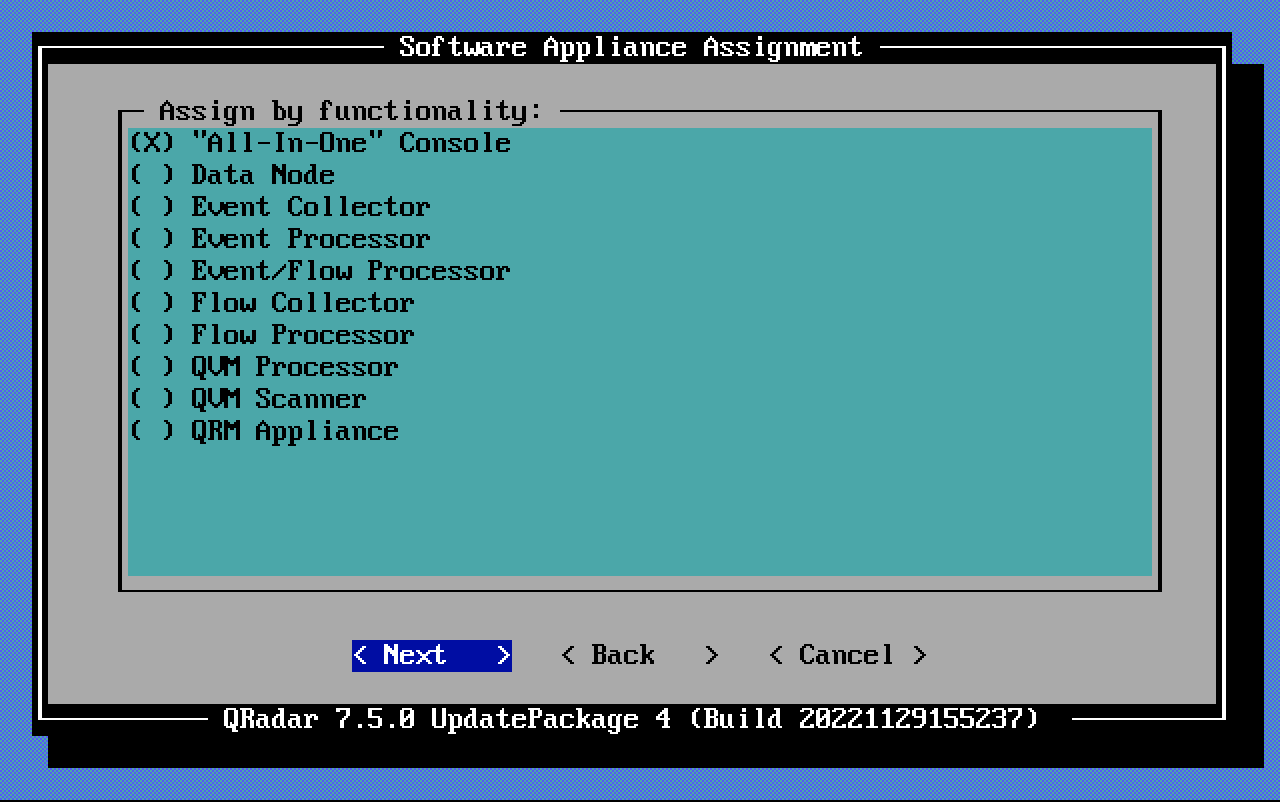 Software Appliance Assignment
Assign by functionality:
(X) "All-In-One" Console
( ) Data Node
( ) Event Collector
( ) Event Processor
( ) Event/Flow Processor
( ) Flow Collector
( ) Flow Processor
( ) QVM Processor
( ) QVM Scanner
( ) QRM Appliance
< Next > < Back > < Cancel >
QRadar 7.5.0 UpdatePackage 4 (Build 20221129155237)